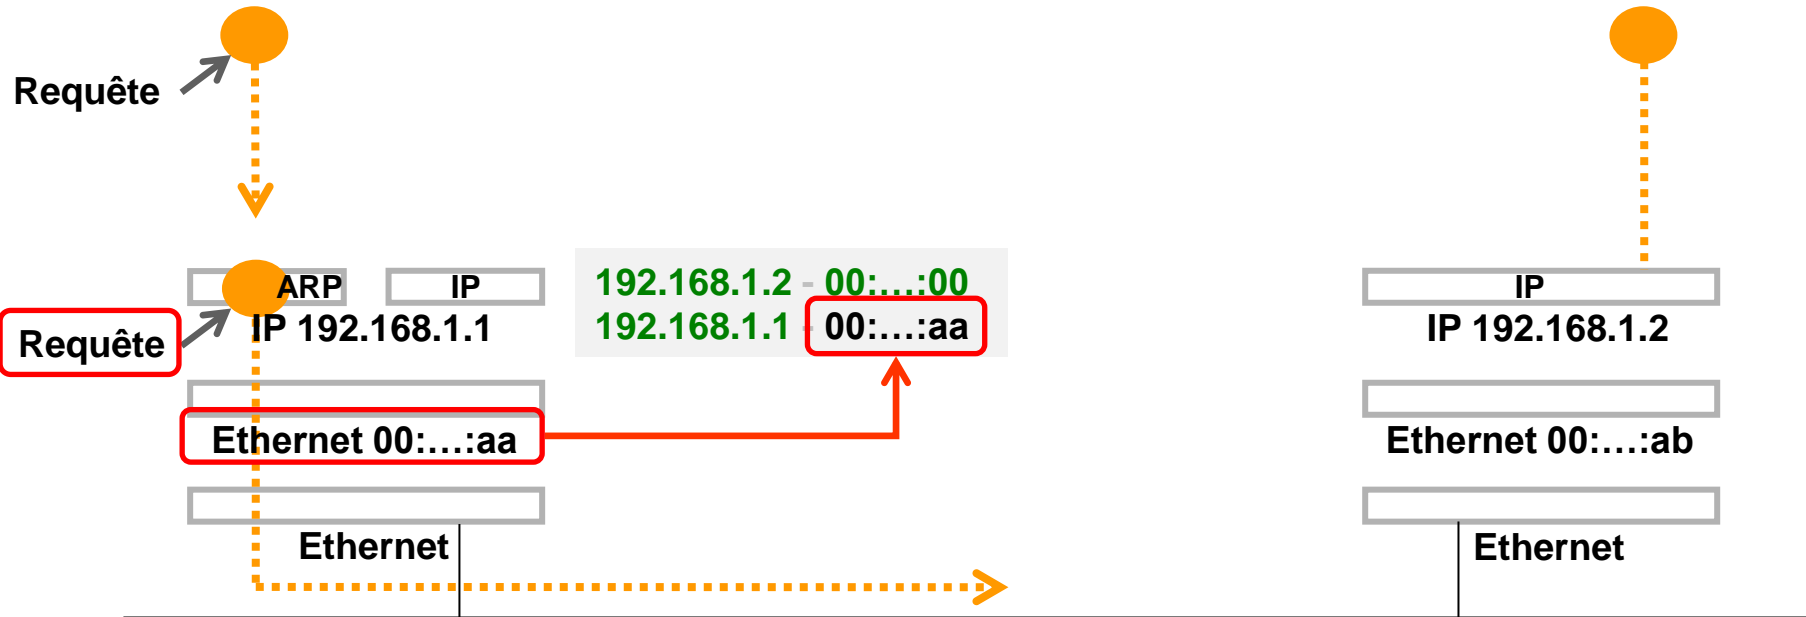 Requête
ARP
IP
192.168.1.2 - 00:...:00
IP
Requête
IP 192.168.1.1
192.168.1.1 - 00:...:aa
IP 192.168.1.2
Ethernet 00:...:aa
Ethernet 00:...:ab
Ethernet
Ethernet